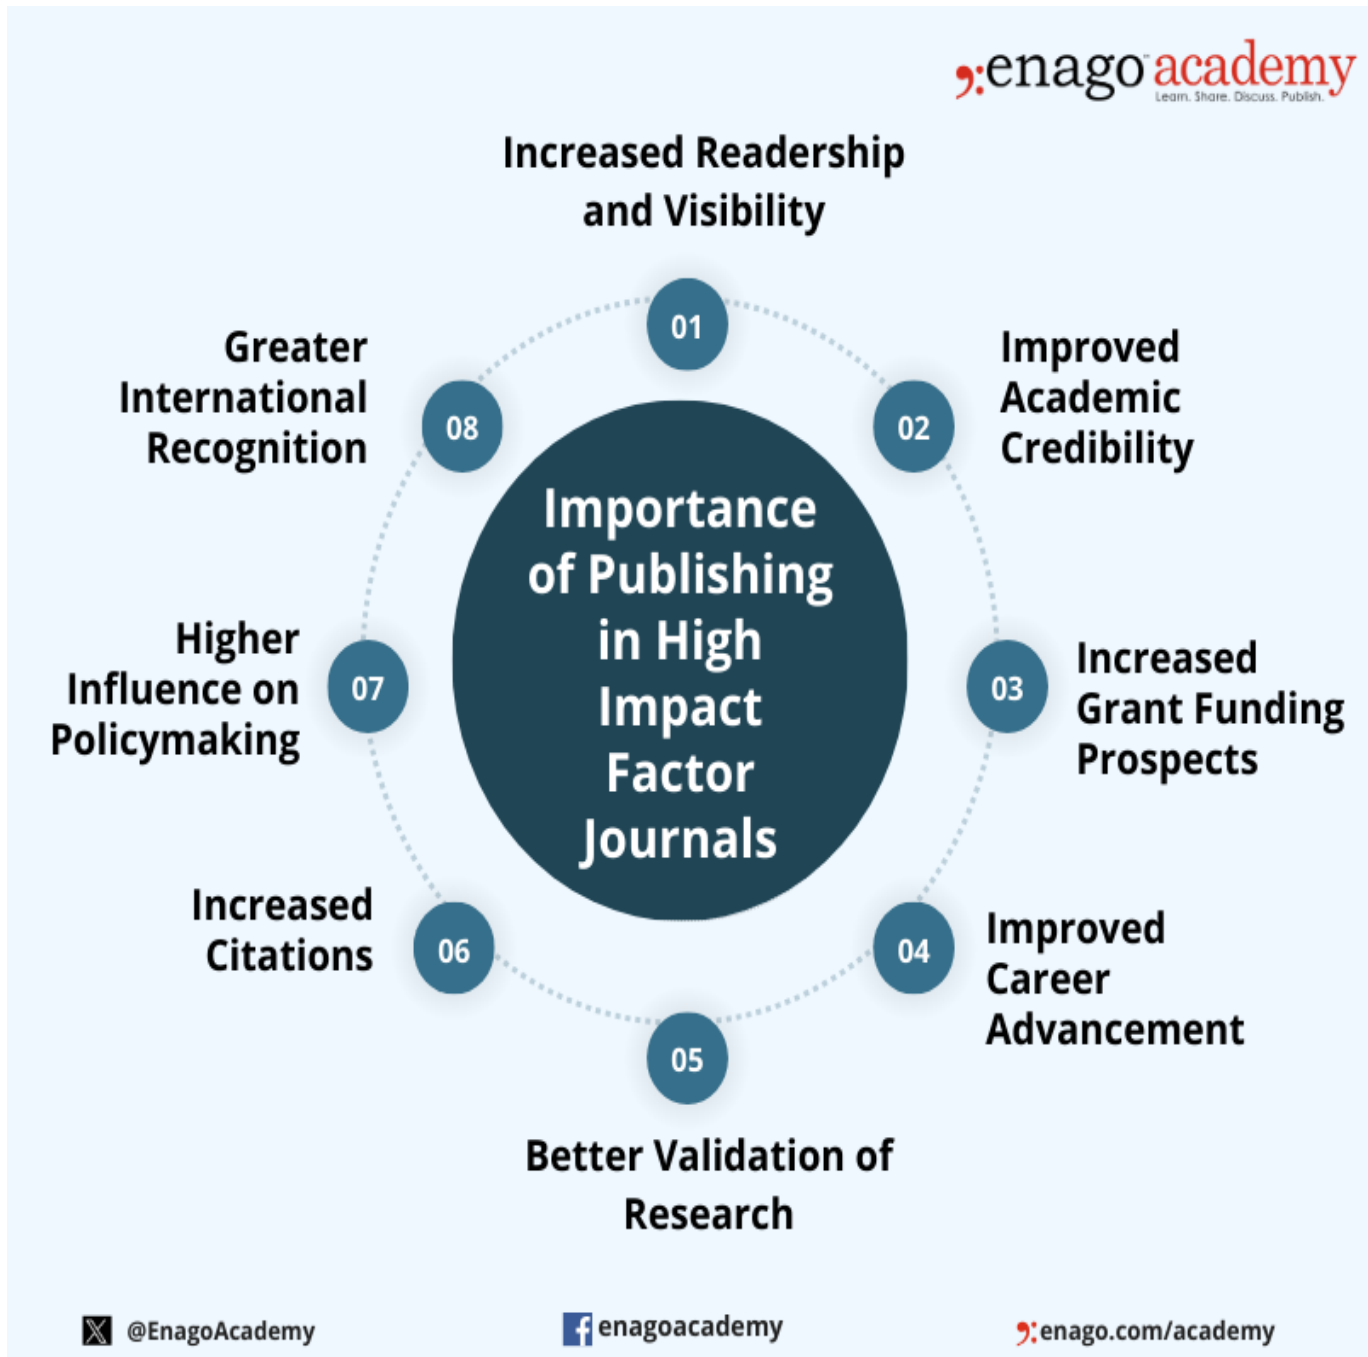 enago academy
Learn. Share. Discuss. Publish.
Increased Readership
and Visibility
01
Improved
Academic
Credibility
02
Increased
Grant Funding
Prospects
03
Improved
Career
Advancement
04
Better Validation of
Research
05
Increased
Citations
06
Higher
Influence on
Policymaking
07
Greater
International
Recognition
08
Importance
of Publishing
in High
Impact
Factor
Journals
@EnagoAcademy
enagoacademy
enago.com/academy